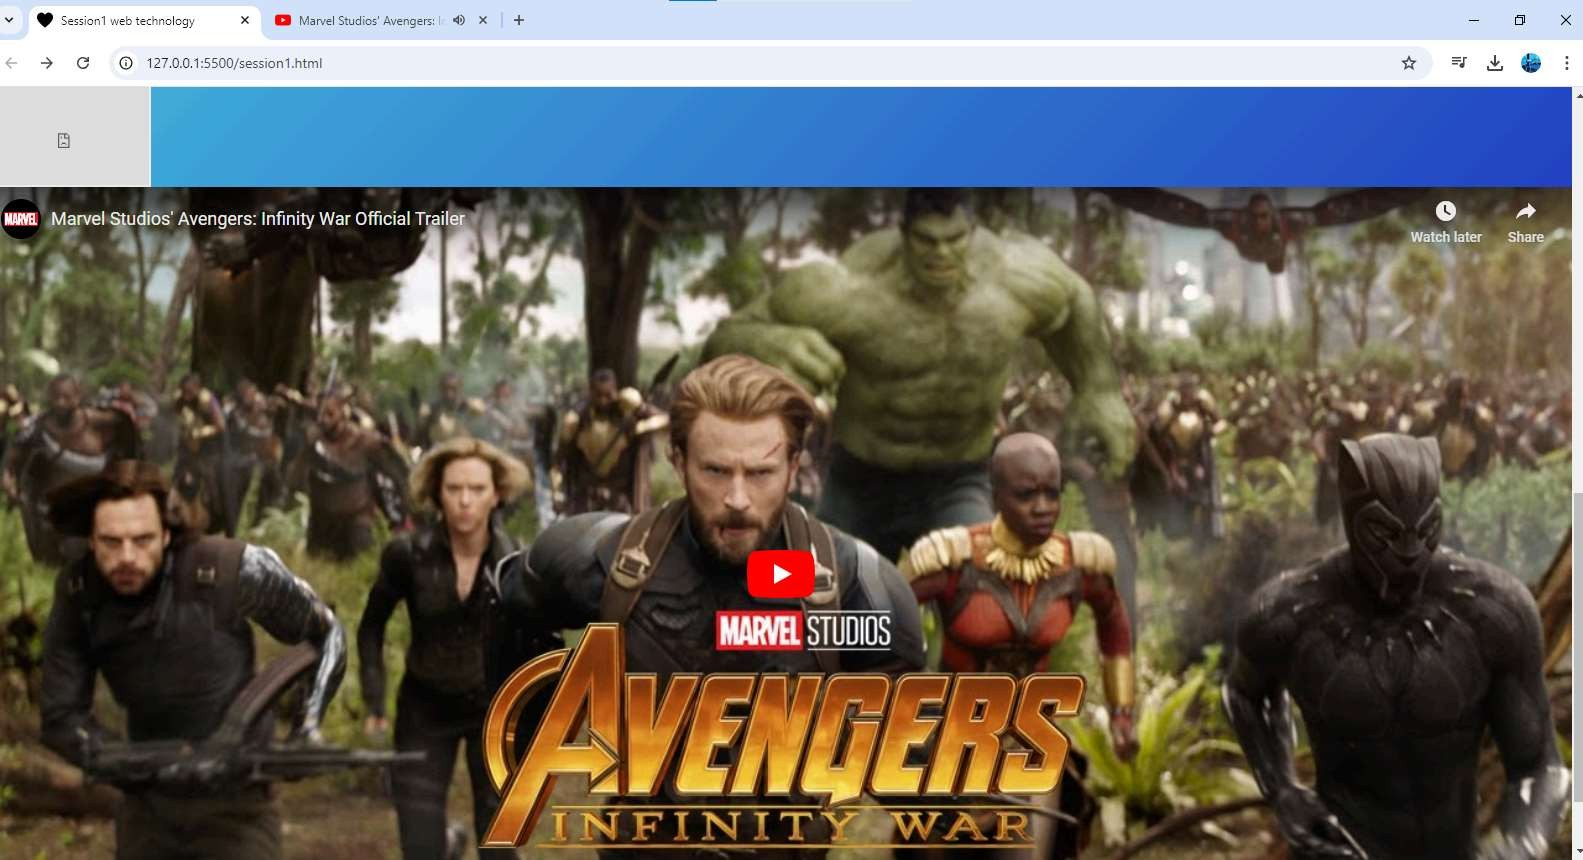 Session1 web technology
Marvel Studios' Avengers: I
127.0.0.1:5500/session1.html
MARVEL
Marvel Studios' Avengers: Infinity War Official Trailer
Watch later
Share
MARVEL STUDIOS
AVENGERS
INFINITY WAR